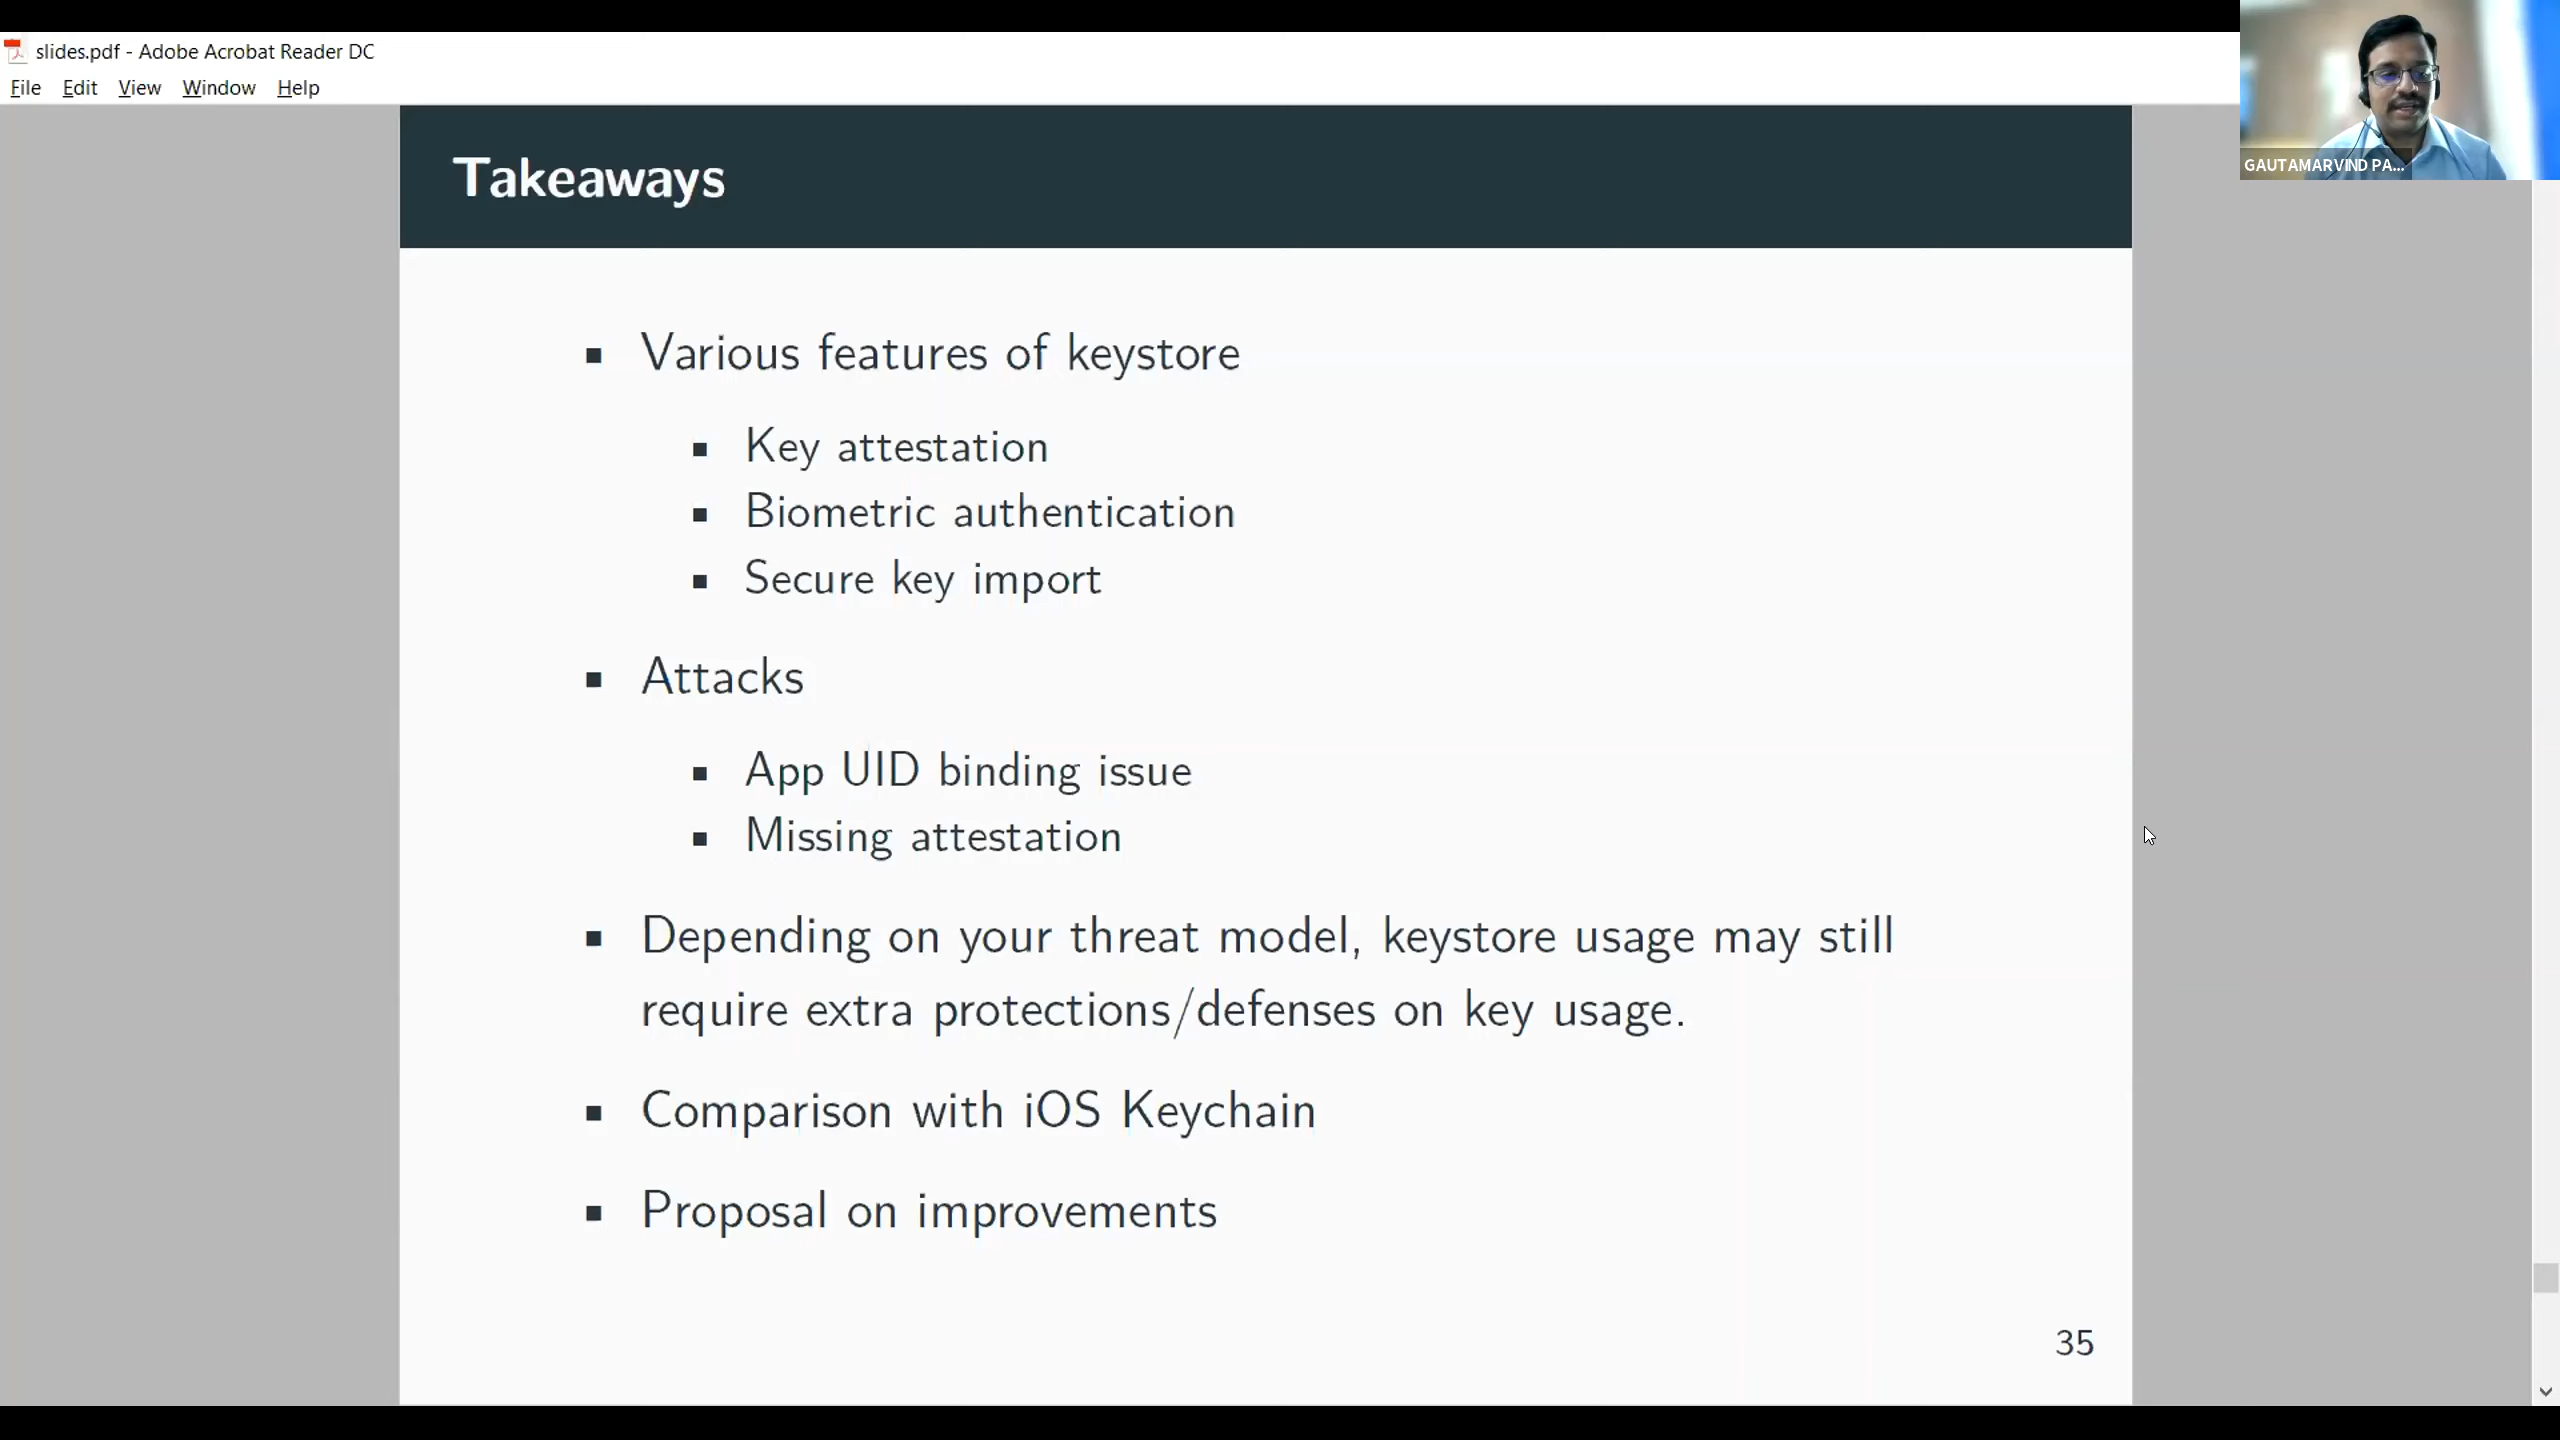 slides.pdf - Adobe Acrobat Reader DC
File Edit View Window Help
GAUTAMARVIND PA...
Takeaways
▪ Various features of keystore
▪ Key attestation
▪ Biometric authentication
▪ Secure key import
▪ Attacks
▪ App UID binding issue
▪ Missing attestation
▪ Depending on your threat model, keystore usage may still
require extra protections/defenses on key usage.
▪ Comparison with iOS Keychain
▪ Proposal on improvements
35